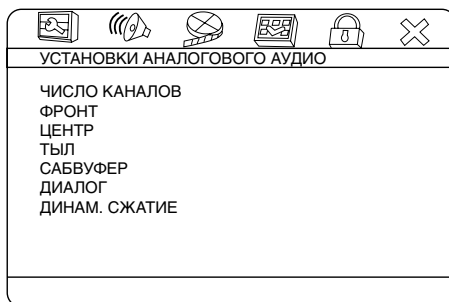 УСТАНОВКИ АНАЛОГОВОГО АУДИО
ЧИСЛО КАНАЛОВ
ФРОНТ
ЦЕНТР
ТЫЛ
САБВУФЕР
ДИАЛОГ
ДИНАМ. СЖАТИЕ